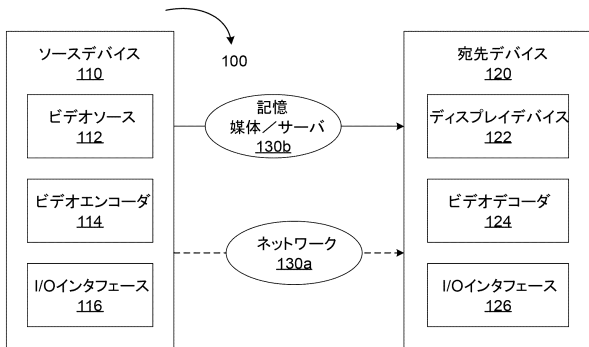 100
ソースデバイス
110
ビデオソース
112
ビデオエンコーダ
114
I/Oインタフェース
116
記憶
媒体／サーバ
130b
ネットワーク
130a
宛先デバイス
120
ディスプレイデバイス
122
ビデオデコーダ
124
I/Oインタフェース
126